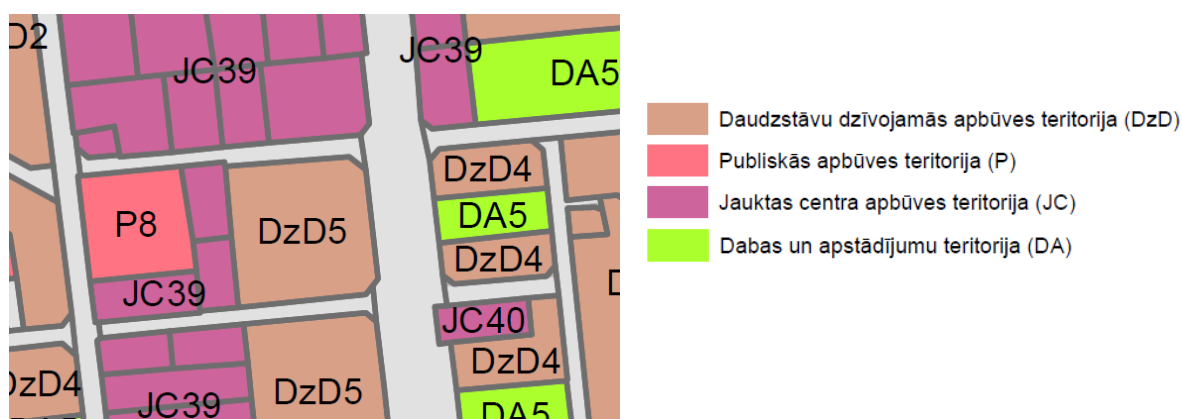 D2
JC39
JC39
DA5
DzD4
P8
DzD5
DA5
DzD4
JC39
JC40
DzD4
DzD4
DzD5
JC39
DA5
Daudzstāvu dzīvojamās apbūves teritorija (DzD)
Publiskās apbūves teritorija (P)
Jauktas centra apbūves teritorija (JC)
Dabas un apstādījumu teritorija (DA)